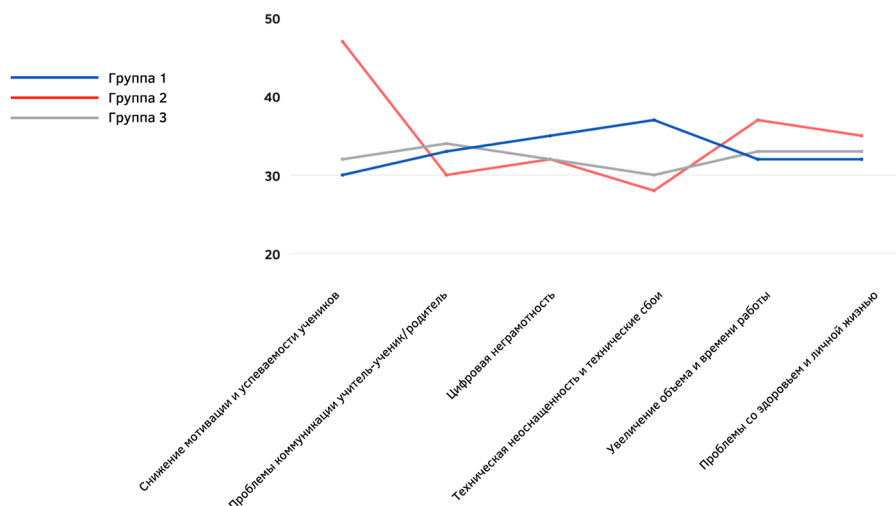 50
40
30
20
Группа 1
Группа 2
Группа 3
Снижение мотивации и успеваемости учеников
Проблемы коммуникации учитель-ученик/родитель
Цифровая неграмотность
Техническая неоснащенность и технические сбои
Увеличение объема и времени работы
Проблемы со здоровьем и личной жизнью